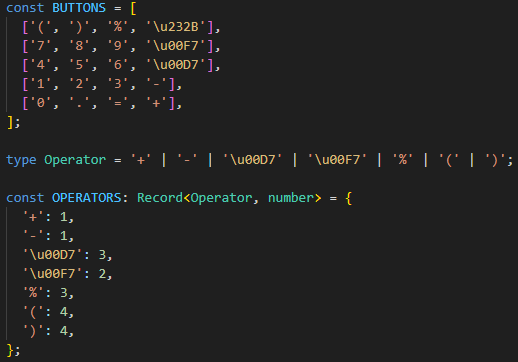 const BUTTONS = [
  ['(', ')', '%', '\u232B'],
  ['7', '8', '9', '\u00F7'],
  ['4', '5', '6', '\u00D7'],
  ['1', '2', '3', '-'],
  ['0', '.', '=', '+'],
];

type Operator = '+' | '-' | '\u00D7' | '\u00F7' | '%' | '(' | ')';

const OPERATORS: Record<Operator, number> = {
  '+': 1,
  '-': 1,
  '\u00D7': 3,
  '\u00F7': 2,
  '%': 3,
  '(': 4,
  ')': 4,
};